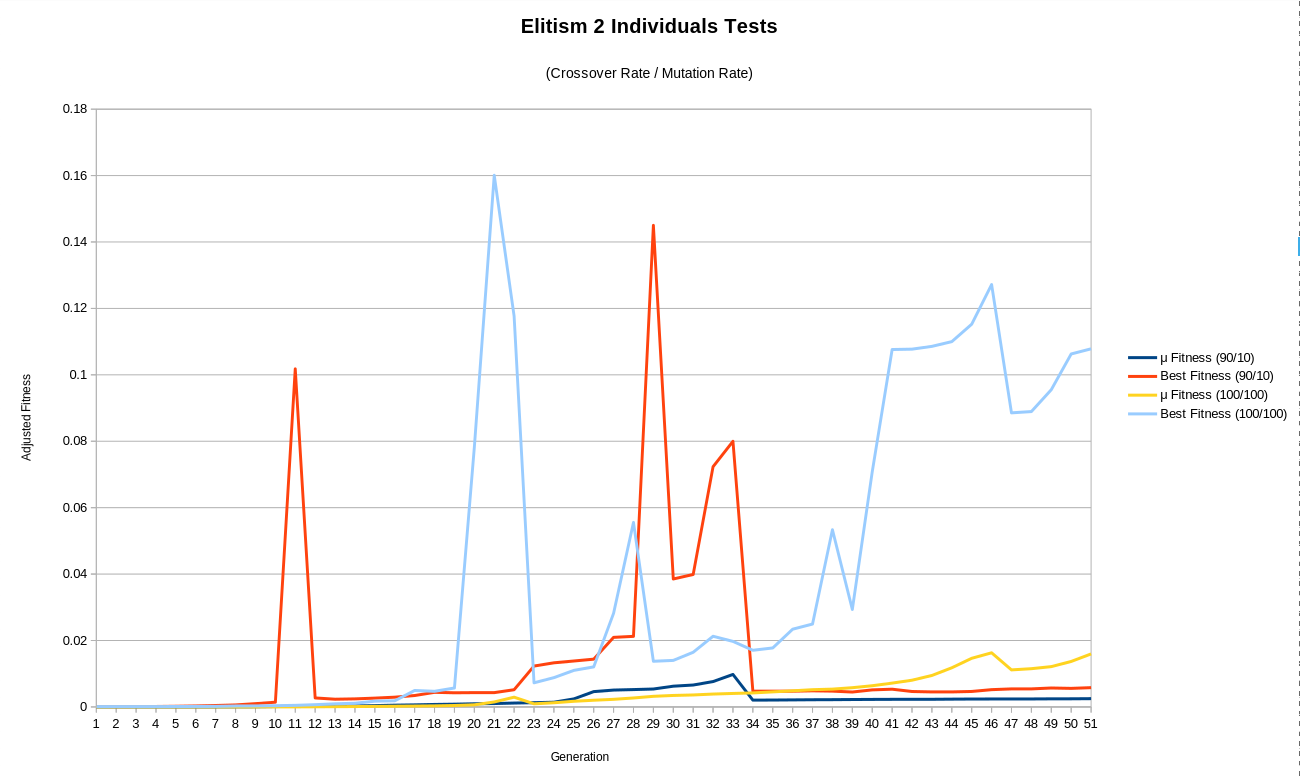 Elitism 2 Individuals Tests
(Crossover Rate / Mutation Rate)
0.18
0.16
0.14
0.12
0.1
0.08
0.06
0.04
0.02
0
Adjusted Fitness
1 2 3 4 5 6 7 8 9 10 11 12 13 14 15 16 17 18 19 20 21 22 23 24 25 26 27 28 29 30 31 32 33 34 35 36 37 38 39 40 41 42 43 44 45 46 47 48 49 50 51
Generation
μ Fitness (90/10)
Best Fitness (90/10)
μ Fitness (100/100)
Best Fitness (100/100)